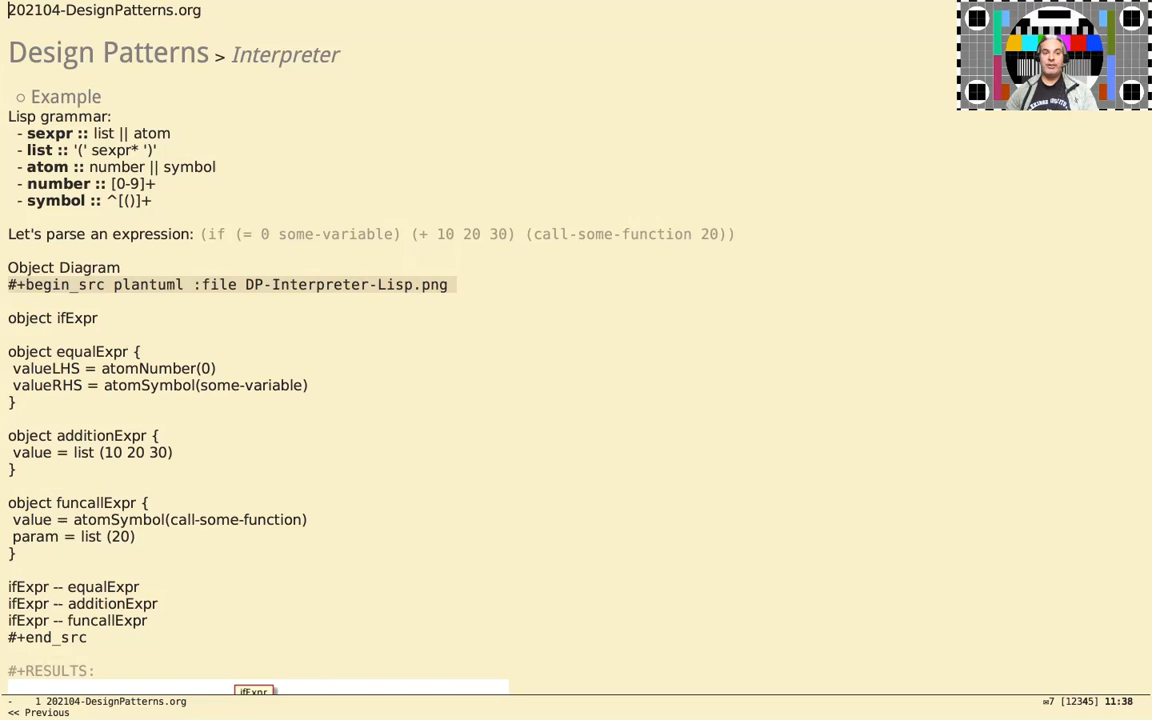 202104-DesignPatterns.org
Design Patterns > Interpreter
○ Example
Lisp grammar:
- sexpr :: list || atom
- list :: '(' sexpr* ')'
- atom :: number || symbol
- number :: [0-9]+
- symbol :: ^[()]+
Let's parse an expression: (if (= 0 some-variable) (+ 10 20 30) (call-some-function 20))
Object Diagram
#+begin_src plantuml :file DP-Interpreter-Lisp.png
object ifExpr
object equalExpr {
valueLHS = atomNumber(0)
valueRHS = atomSymbol(some-variable)
}
object additionExpr {
value = list (10 20 30)
}
object funcallExpr {
value = atomSymbol(call-some-function)
param = list (20)
}
ifExpr -- equalExpr
ifExpr -- additionExpr
ifExpr -- funcallExpr
#+end_src
#+RESULTS:
ifExpr
- 1 202104-DesignPatterns.org ✉7 [12345] 11:38
<< Previous